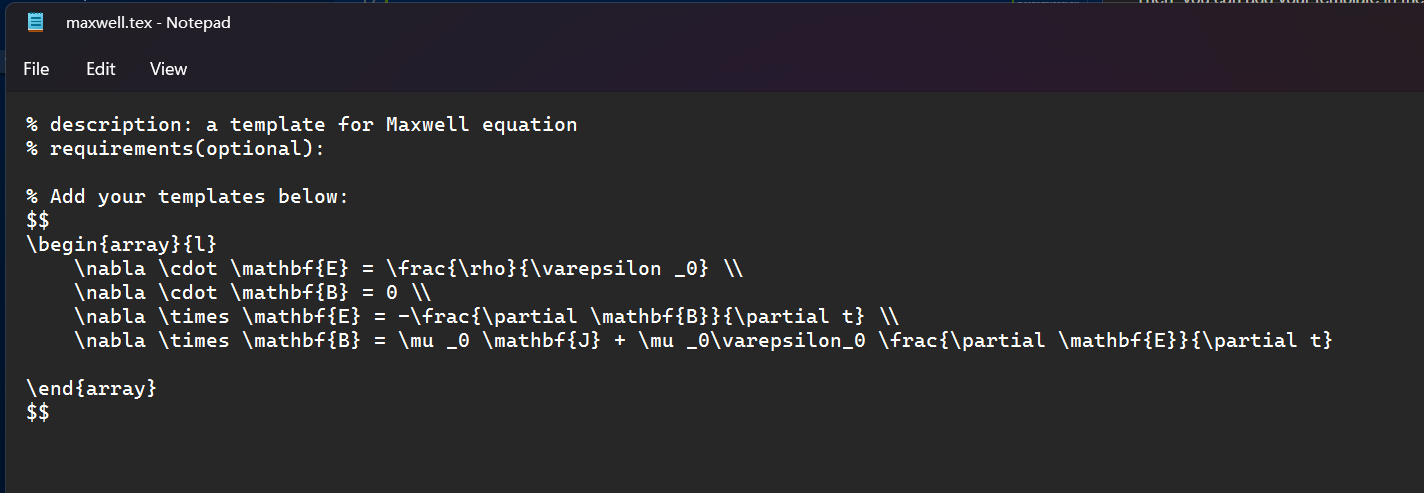 maxwell.tex - Notepad
File Edit View
% description: a template for Maxwell equation
% requirements(optional):
% Add your templates below:
$$
\begin{array}{l}
    \nabla \cdot \mathbf{E} = \frac{\rho}{\varepsilon _0} \\
    \nabla \cdot \mathbf{B} = 0 \\
    \nabla \times \mathbf{E} = -\frac{\partial \mathbf{B}}{\partial t} \\
    \nabla \times \mathbf{B} = \mu _0 \mathbf{J} + \mu _0\varepsilon_0 \frac{\partial \mathbf{E}}{\partial t}
\end{array}
$$